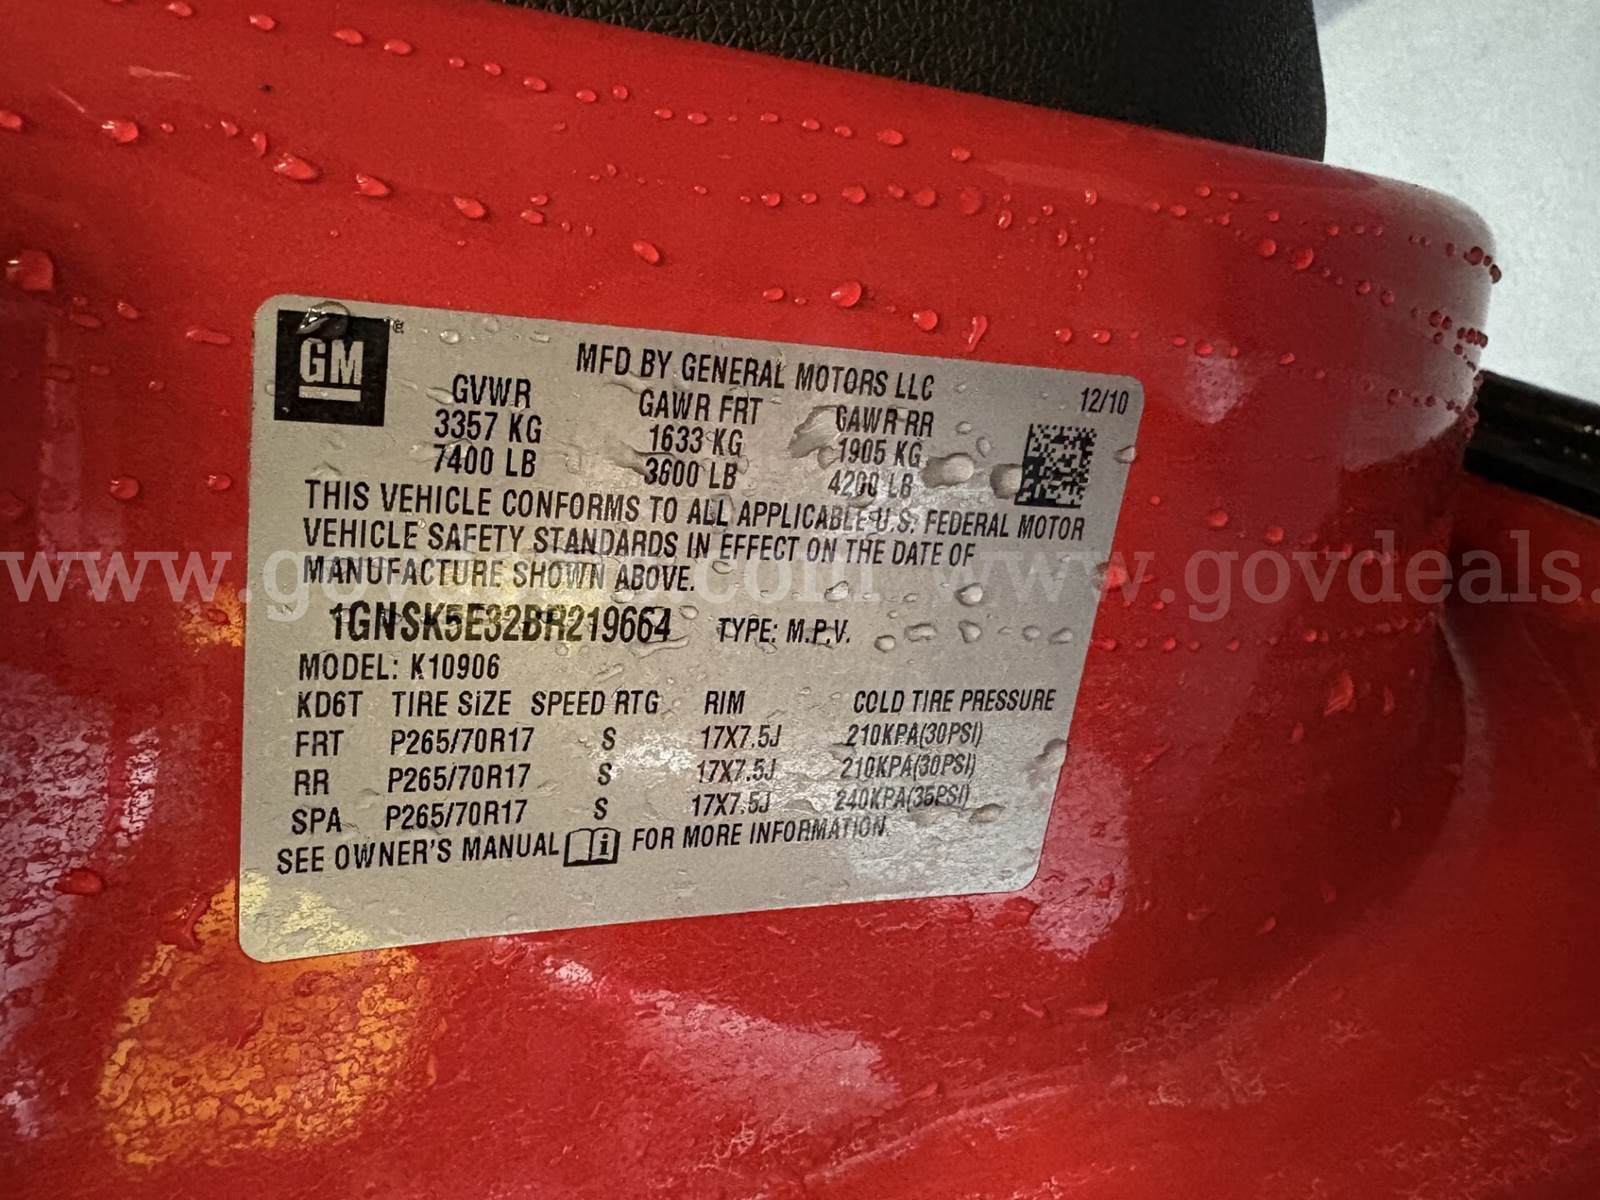 GM
MFD BY GENERAL MOTORS LLC
12/10
GVWR GAWR FRT GAWR RR
3357 KG 1633 KG 1905 KG
7400 LB 3600 LB 4200 LB
THIS VEHICLE CONFORMS TO ALL APPLICABLE U.S. FEDERAL MOTOR
VEHICLE SAFETY STANDARDS IN EFFECT ON THE DATE OF
MANUFACTURE SHOWN ABOVE.
1GNSK5E32BR219664 TYPE: M.P.V.
MODEL: K10906
KD6T TIRE SIZE SPEED RTG RIM COLD TIRE PRESSURE
FRT P265/70R17 S 17X7.5J 210KPA(30PSI)
RR P265/70R17 S 17X7.5J 210KPA(30PSI)
SPA P265/70R17 S 17X7.5J 240KPA(35PSI)
SEE OWNER'S MANUAL i FOR MORE INFORMATION.
www.govdeals.com www.govdeals.